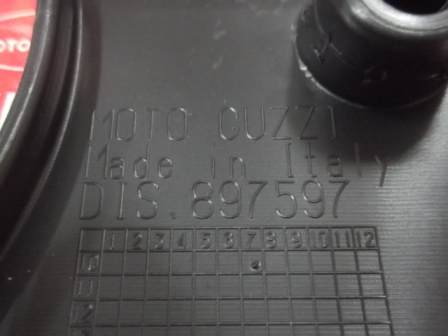 MOTO
MOTO GUZZI
Made in Italy
DIS. 897597
1 2 3 4 5 6 7 8 9 10 11 12
10
11